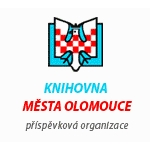 KNIHOVNA
MĚSTA OLOMOUCE
příspěvková organizace